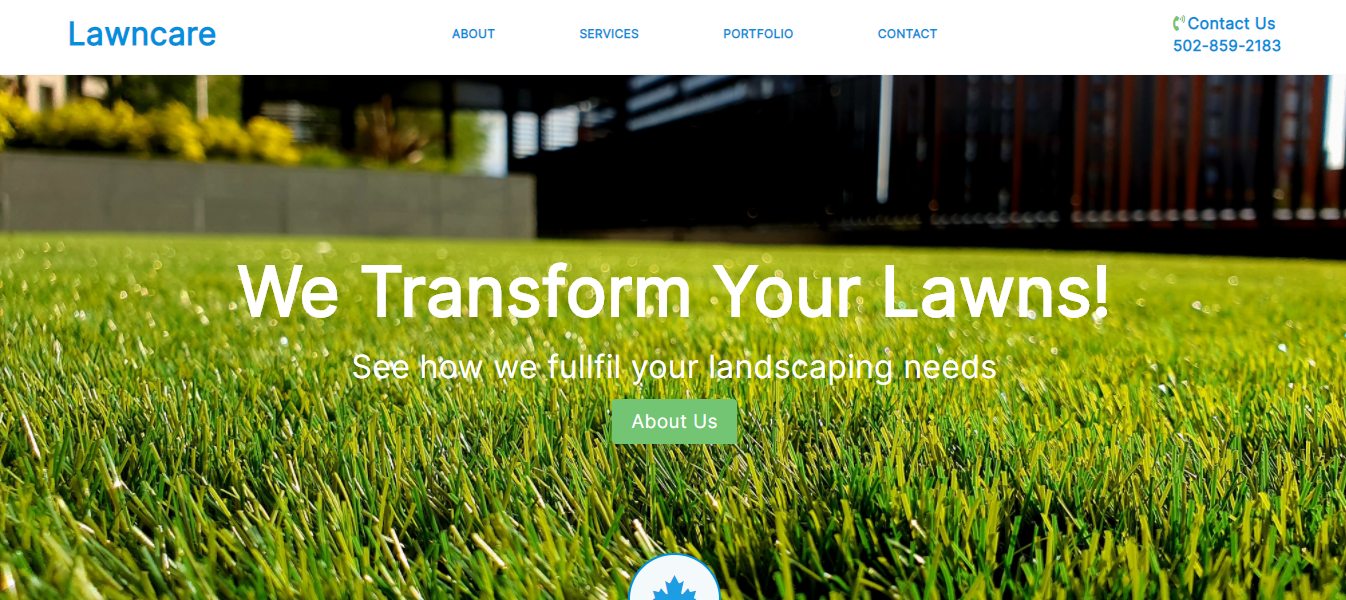 Lawncare
ABOUT SERVICES PORTFOLIO CONTACT
Contact Us
502-859-2183
We Transform Your Lawns!
See how we fullfil your landscaping needs
About Us